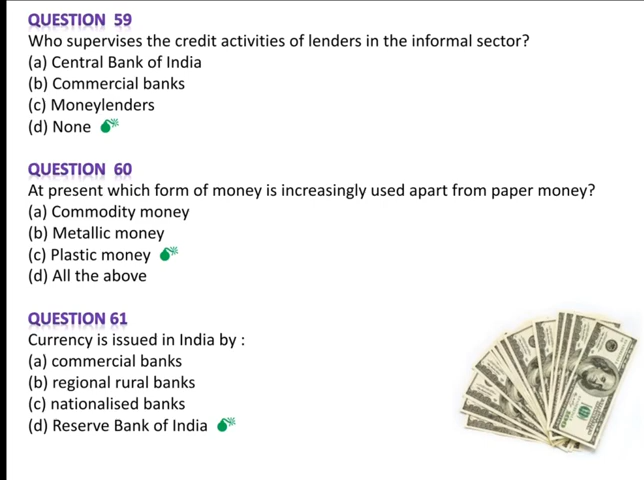 QUESTION 59
Who supervises the credit activities of lenders in the informal sector?
(a) Central Bank of India
(b) Commercial banks
(c) Moneylenders
(d) None
QUESTION 60
At present which form of money is increasingly used apart from paper money?
(a) Commodity money
(b) Metallic money
(c) Plastic money
(d) All the above
QUESTION 61
Currency is issued in India by :
(a) commercial banks
(b) regional rural banks
(c) nationalised banks
(d) Reserve Bank of India